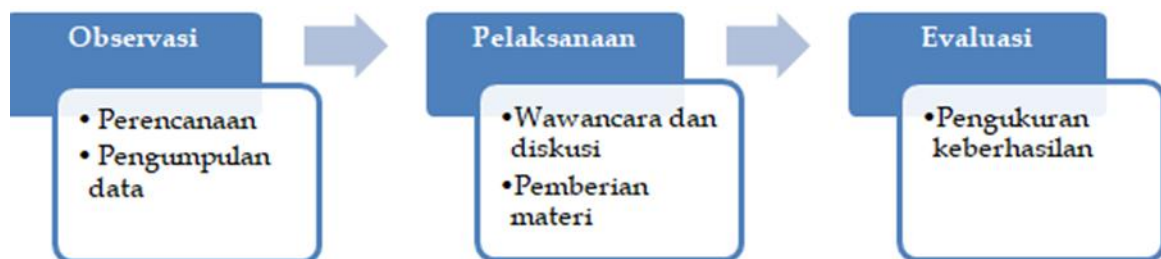 Observasi
• Perencanaan
• Pengumpulan
data
Pelaksanaan
•Wawancara dan
diskusi
•Pemberian
materi
Evaluasi
•Pengukuran
keberhasilan